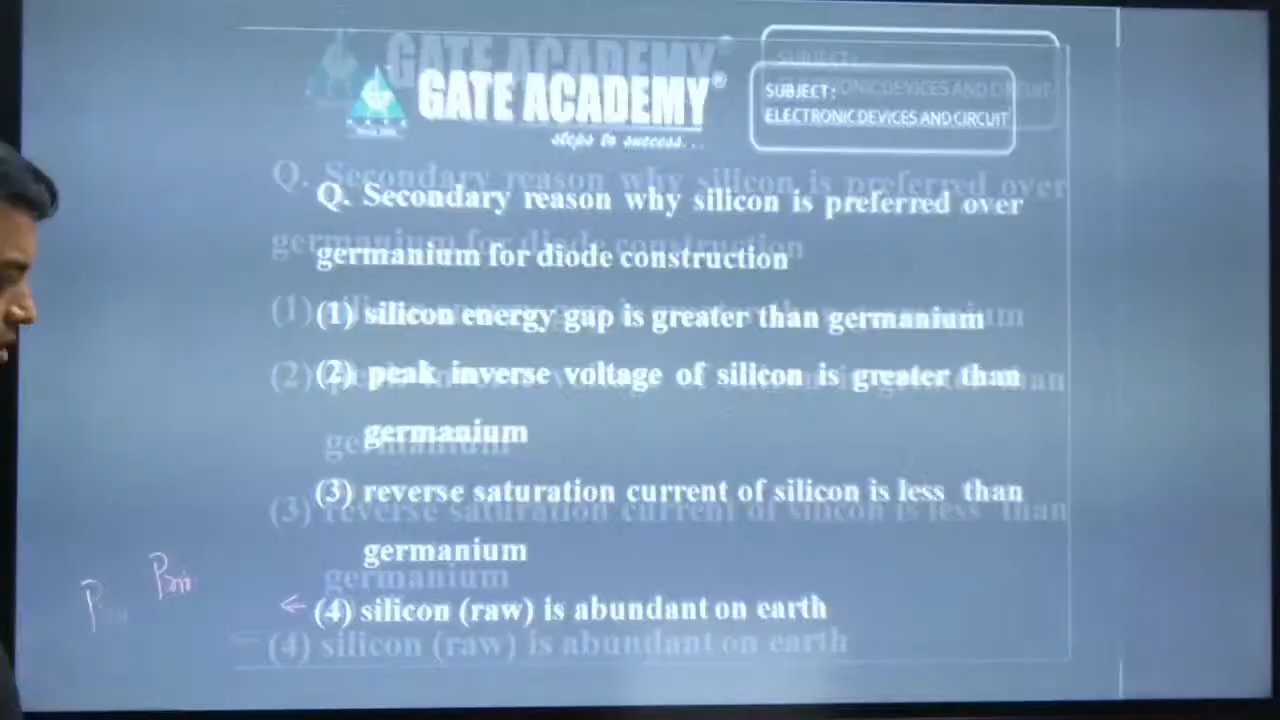 GATE ACADEMY®
steps to success...
SUBJECT:
ELECTRONIC DEVICES AND CIRCUIT
Q. Secondary reason why silicon is preferred over
germanium for diode construction
(1) silicon energy gap is greater than germanium
(2) peak inverse voltage of silicon is greater than
germanium
(3) reverse saturation current of silicon is less than
germanium
← (4) silicon (raw) is abundant on earth